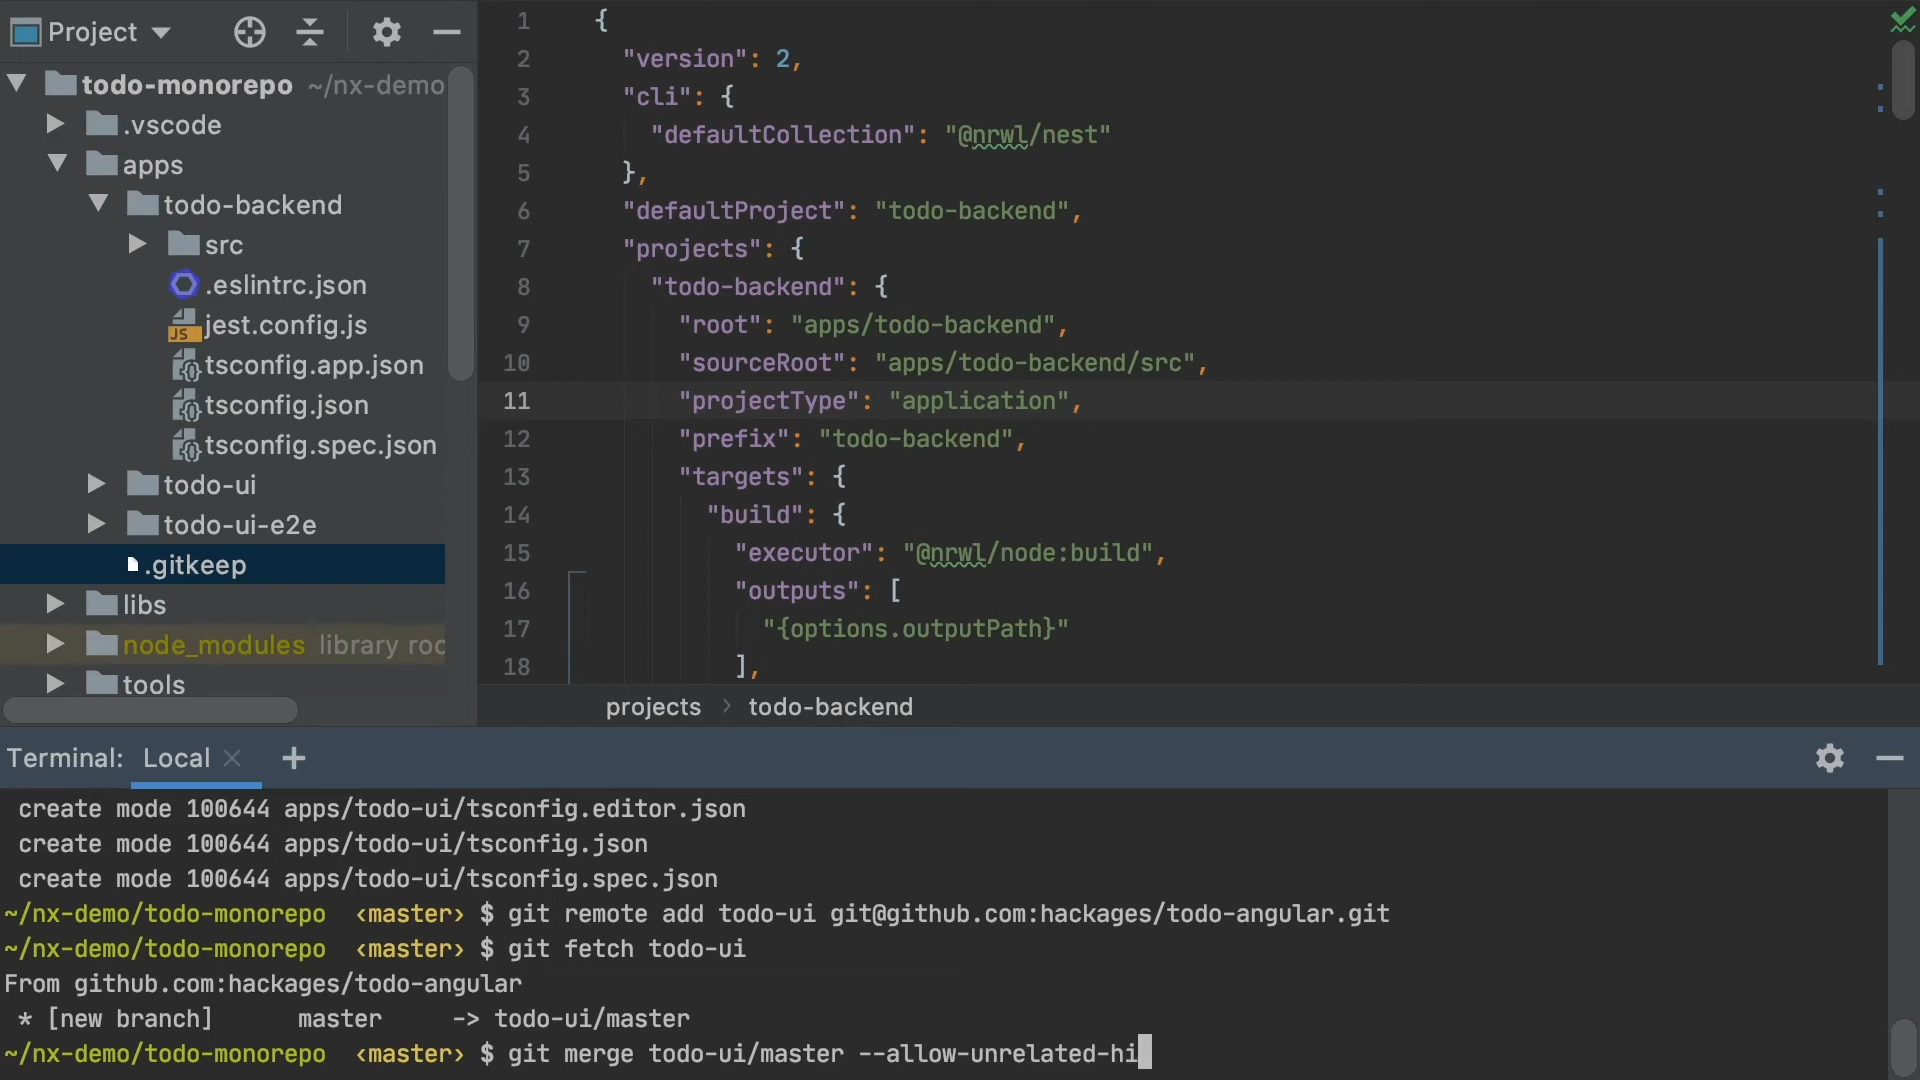 Project
todo-monorepo ~/nx-demo
.vscode
apps
todo-backend
src
.eslintrc.json
JS jest.config.js
tsconfig.app.json
tsconfig.json
tsconfig.spec.json
todo-ui
todo-ui-e2e
.gitkeep
libs
node_modules library roo
tools
1 {
2 "version": 2,
3 "cli": {
4 "defaultCollection": "@nrwl/nest"
5 },
6 "defaultProject": "todo-backend",
7 "projects": {
8 "todo-backend": {
9 "root": "apps/todo-backend",
10 "sourceRoot": "apps/todo-backend/src",
11 "projectType": "application",
12 "prefix": "todo-backend",
13 "targets": {
14 "build": {
15 "executor": "@nrwl/node:build",
16 "outputs": [
17 "{options.outputPath}"
18 ],
projects › todo-backend
Terminal: Local × +
create mode 100644 apps/todo-ui/tsconfig.editor.json
create mode 100644 apps/todo-ui/tsconfig.json
create mode 100644 apps/todo-ui/tsconfig.spec.json
~/nx-demo/todo-monorepo ‹master› $ git remote add todo-ui git@github.com:hackages/todo-angular.git
~/nx-demo/todo-monorepo ‹master› $ git fetch todo-ui
From github.com:hackages/todo-angular
* [new branch] master -> todo-ui/master
~/nx-demo/todo-monorepo ‹master› $ git merge todo-ui/master --allow-unrelated-hi